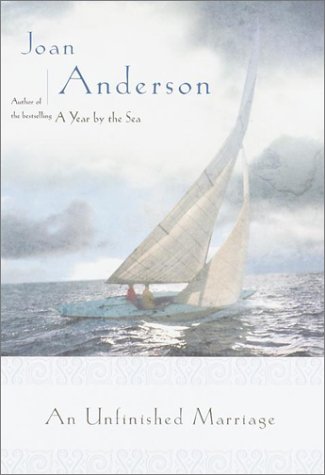 Joan
Anderson
Author of
the bestselling A Year by the Sea
An Unfinished Marriage